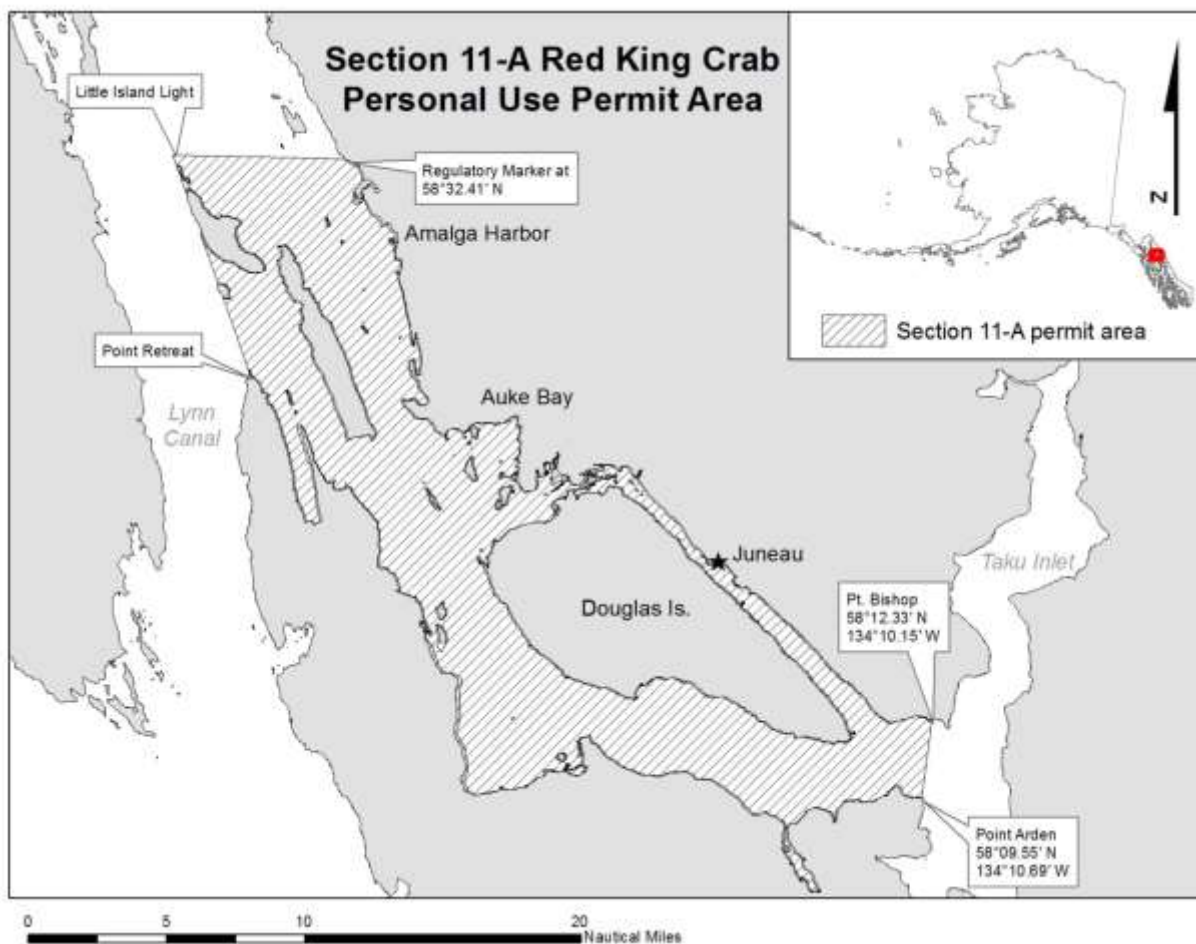 Section 11-A Red King Crab
Personal Use Permit Area
Little Island Light
Regulatory Marker at
58°32.41' N
Amalga Harbor
N
Section 11-A permit area
Point Retreat
Lynn
Canal
Auke Bay
Juneau
Taku Inlet
Douglas Is.
Pt. Bishop
58°12.33' N
134°10.15' W
Point Arden
58°09.55' N
134°10.69' W
0 5 10 20
Nautical Miles